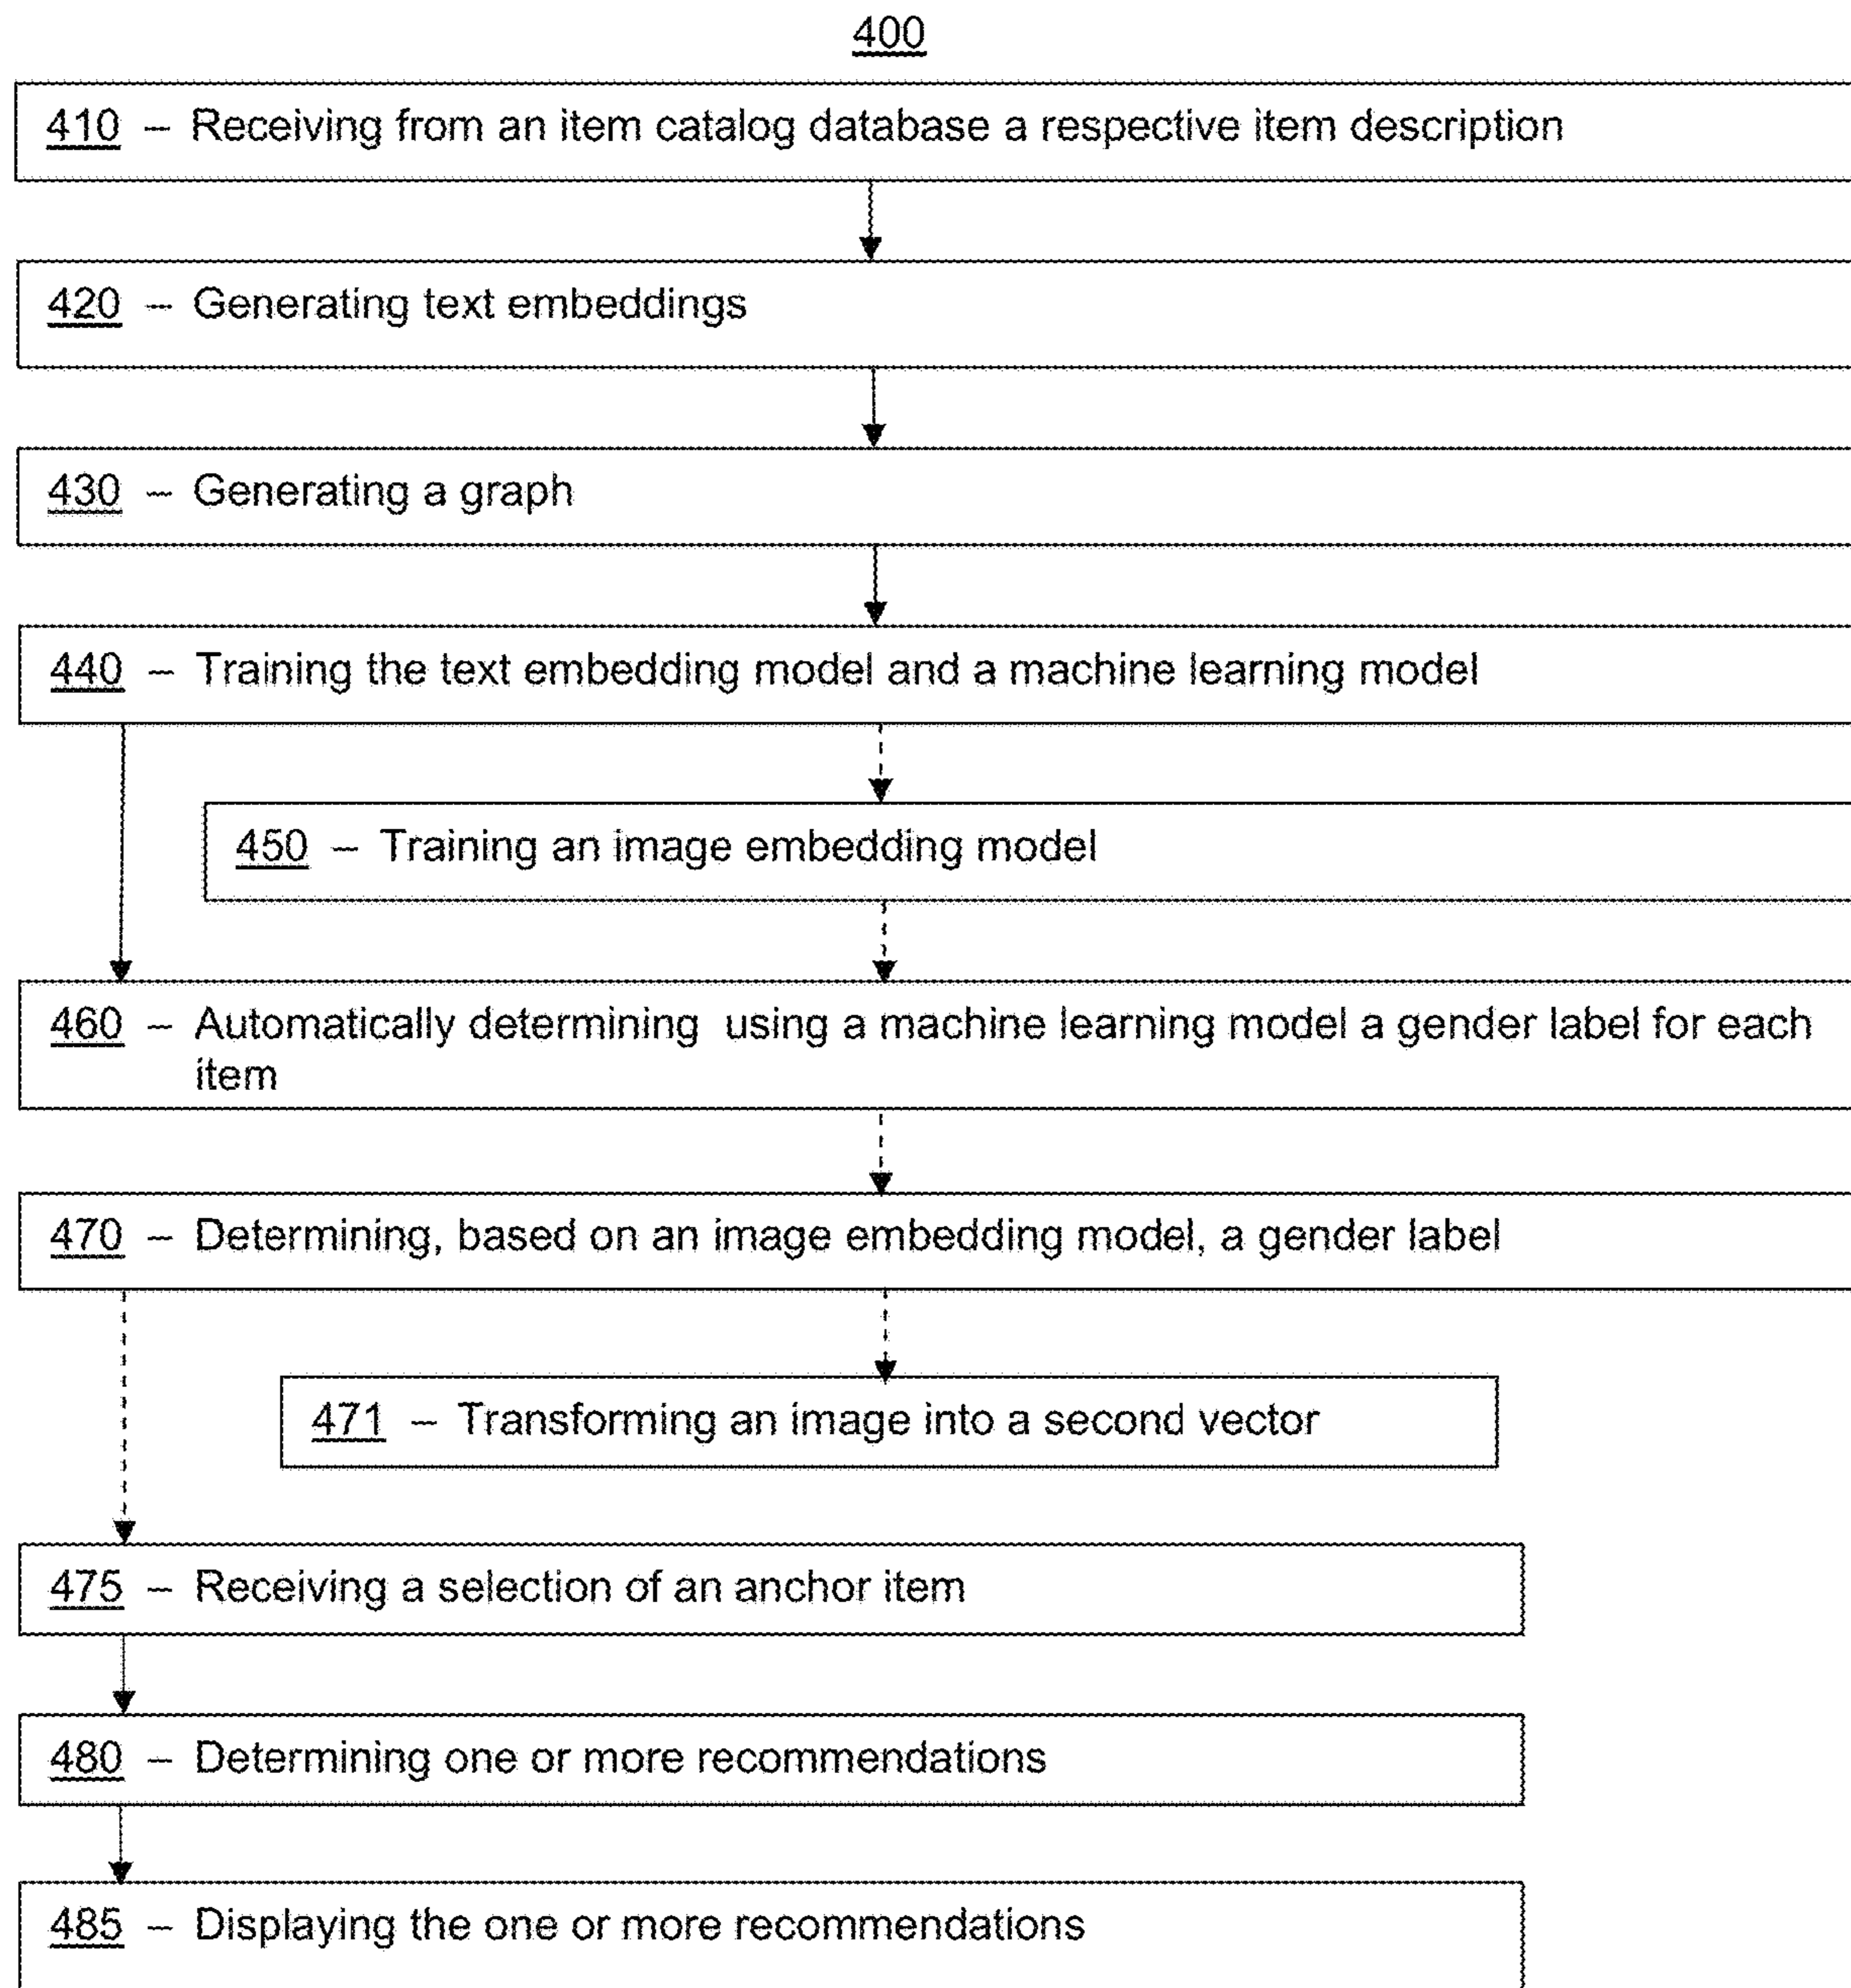 400
410 – Receiving from an item catalog database a respective item description
420 – Generating text embeddings
430 – Generating a graph
440 – Training the text embedding model and a machine learning model
450 – Training an image embedding model
460 – Automatically determining using a machine learning model a gender label for each
item
470 – Determining, based on an image embedding model, a gender label
471 – Transforming an image into a second vector
475 – Receiving a selection of an anchor item
480 – Determining one or more recommendations
485 – Displaying the one or more recommendations